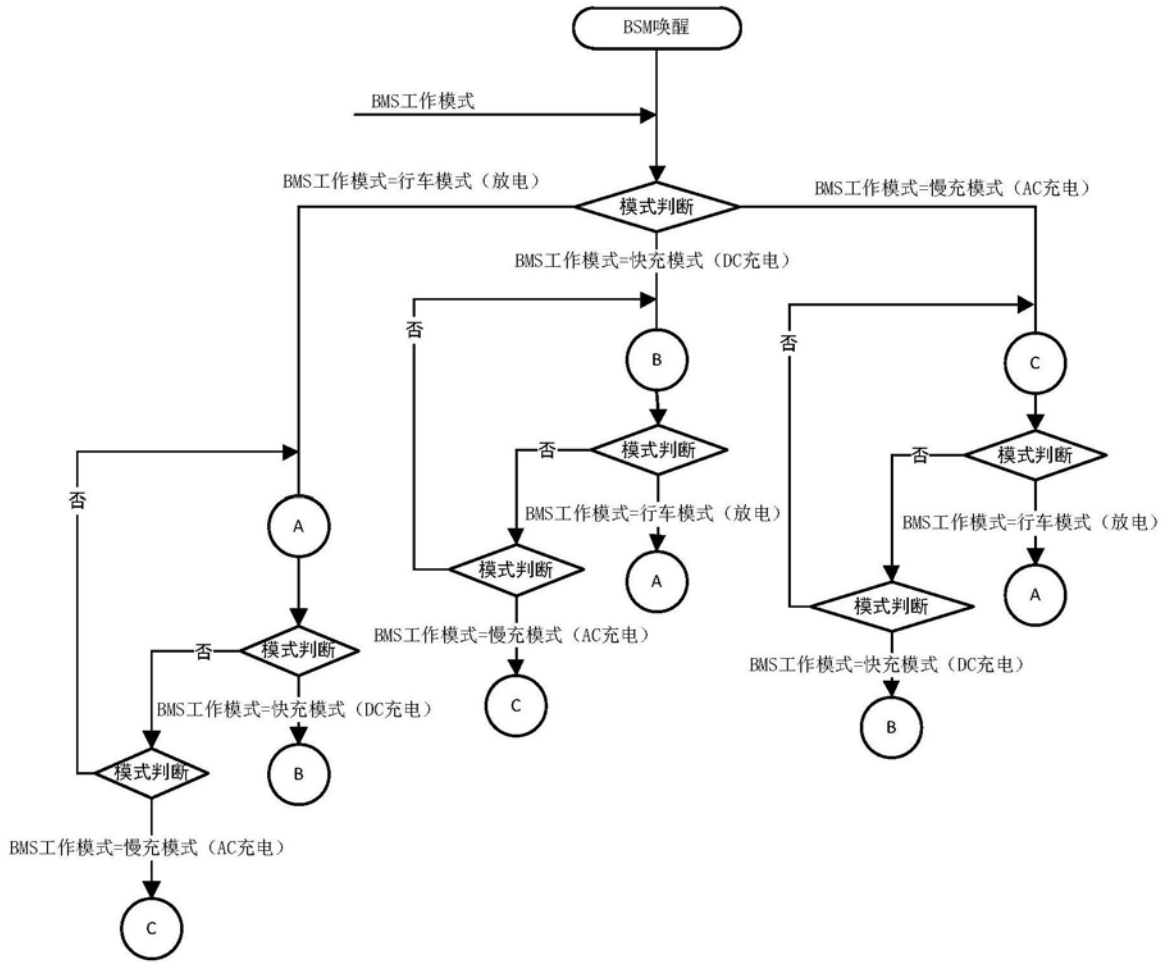 BSM唤醒
BMS工作模式
BMS工作模式=行车模式（放电）
BMS工作模式=慢充模式（AC充电）
模式判断
BMS工作模式=快充模式（DC充电）
否
否
B
C
否
模式判断
否
模式判断
否
A
BMS工作模式=行车模式（放电）
BMS工作模式=行车模式（放电）
模式判断
A
A
模式判断
BMS工作模式=慢充模式（AC充电）
否
模式判断
BMS工作模式=快充模式（DC充电）
C
BMS工作模式=快充模式（DC充电）
B
模式判断
B
BMS工作模式=慢充模式（AC充电）
C